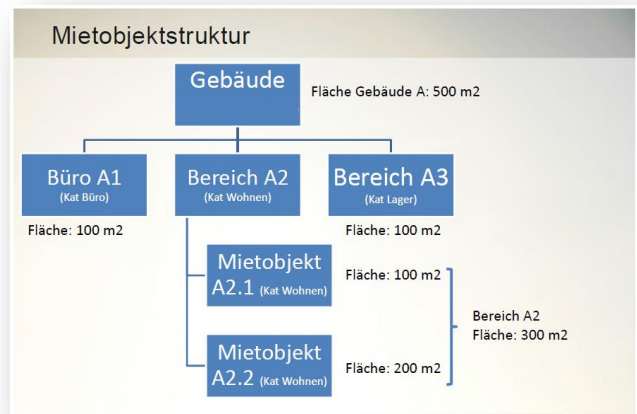 Mietobjektstruktur
Gebäude
Fläche Gebäude A: 500 m2
Büro A1
(Kat Büro)
Bereich A2
(Kat Wohnen)
Bereich A3
(Kat Lager)
Fläche: 100 m2
Fläche: 100 m2
Mietobjekt
A2.1 (Kat Wohnen)
Fläche: 100 m2
Bereich A2
Fläche: 300 m2
Mietobjekt
A2.2 (Kat Wohnen)
Fläche: 200 m2